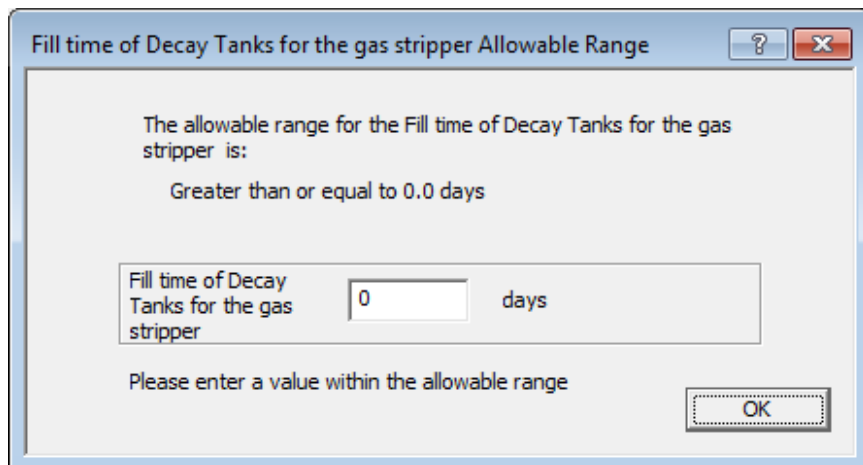 Fill time of Decay Tanks for the gas stripper Allowable Range
The allowable range for the Fill time of Decay Tanks for the gas
stripper is:
Greater than or equal to 0.0 days
Fill time of Decay
Tanks for the gas
stripper
0
days
Please enter a value within the allowable range
OK